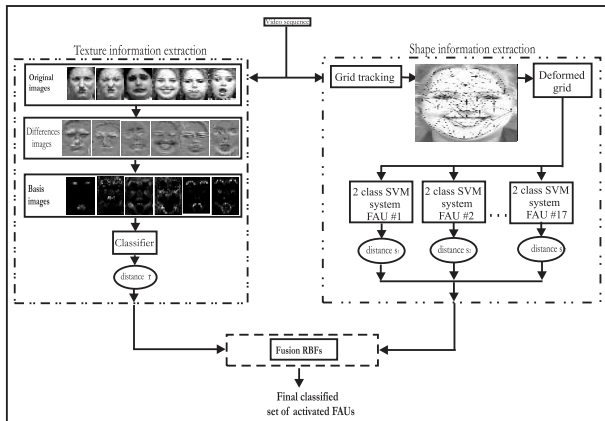 Video sequence
Texture information extraction
Original
images
Differences
images
Basis
images
Classifier
distance r
Shape information extraction
Grid tracking
Deformed
grid
2 class SVM
system
FAU #1
2 class SVM
system
FAU #2
. . . .
2 class SVM
system
FAU #17
distance s₁
distance s₂
distance s
Fusion RBFs
Final classified
set of activated FAUs